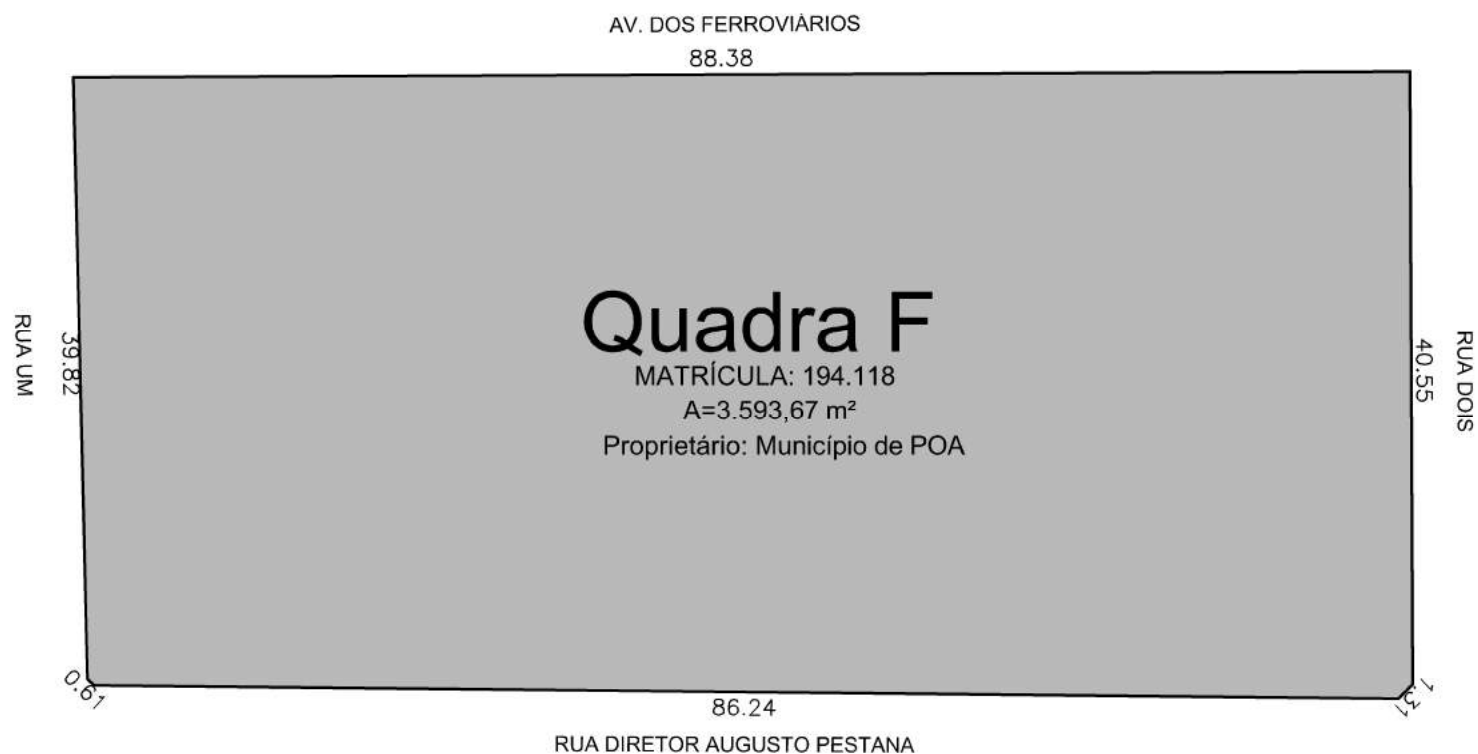 AV. DOS FERROVIÁRIOS
88.38
RUA UM
39.82
Quadra F
MATRÍCULA: 194.118
A=3.593,67 m²
Proprietário: Município de POA
40.55
RUA DOIS
0.61
86.24
1.31
RUA DIRETOR AUGUSTO PESTANA